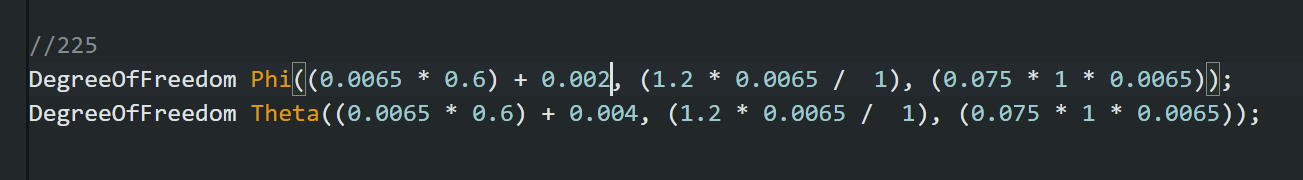 //225
DegreeOfFreedom Phi((0.0065 * 0.6) + 0.002, (1.2 * 0.0065 /  1), (0.075 * 1 * 0.0065));
DegreeOfFreedom Theta((0.0065 * 0.6) + 0.004, (1.2 * 0.0065 /  1), (0.075 * 1 * 0.0065));